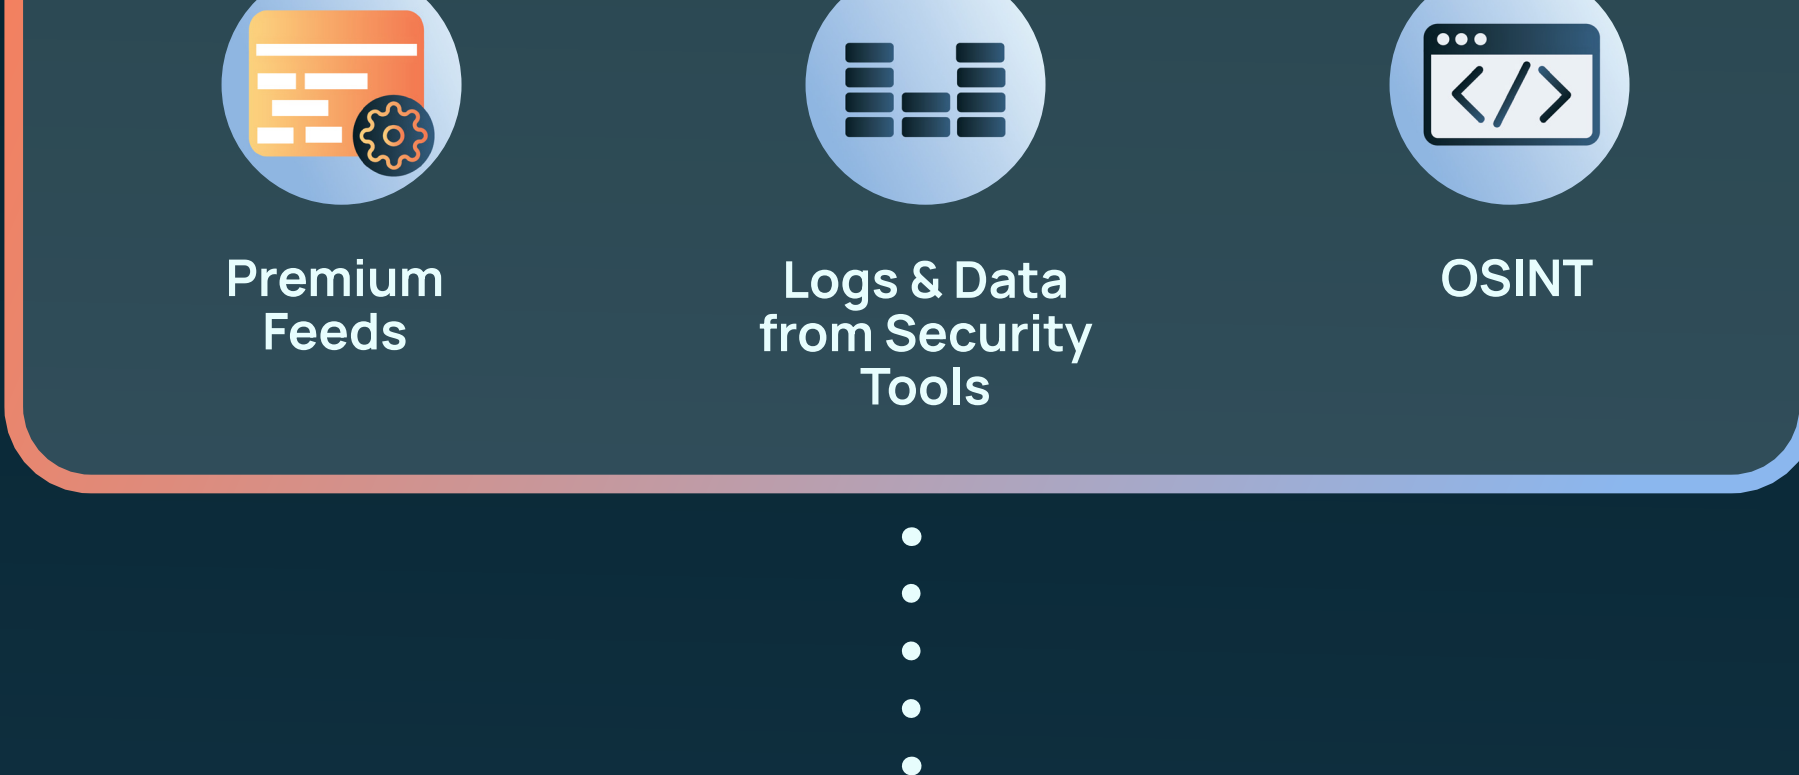 Premium
Feeds
Logs & Data
from Security
Tools
OSINT